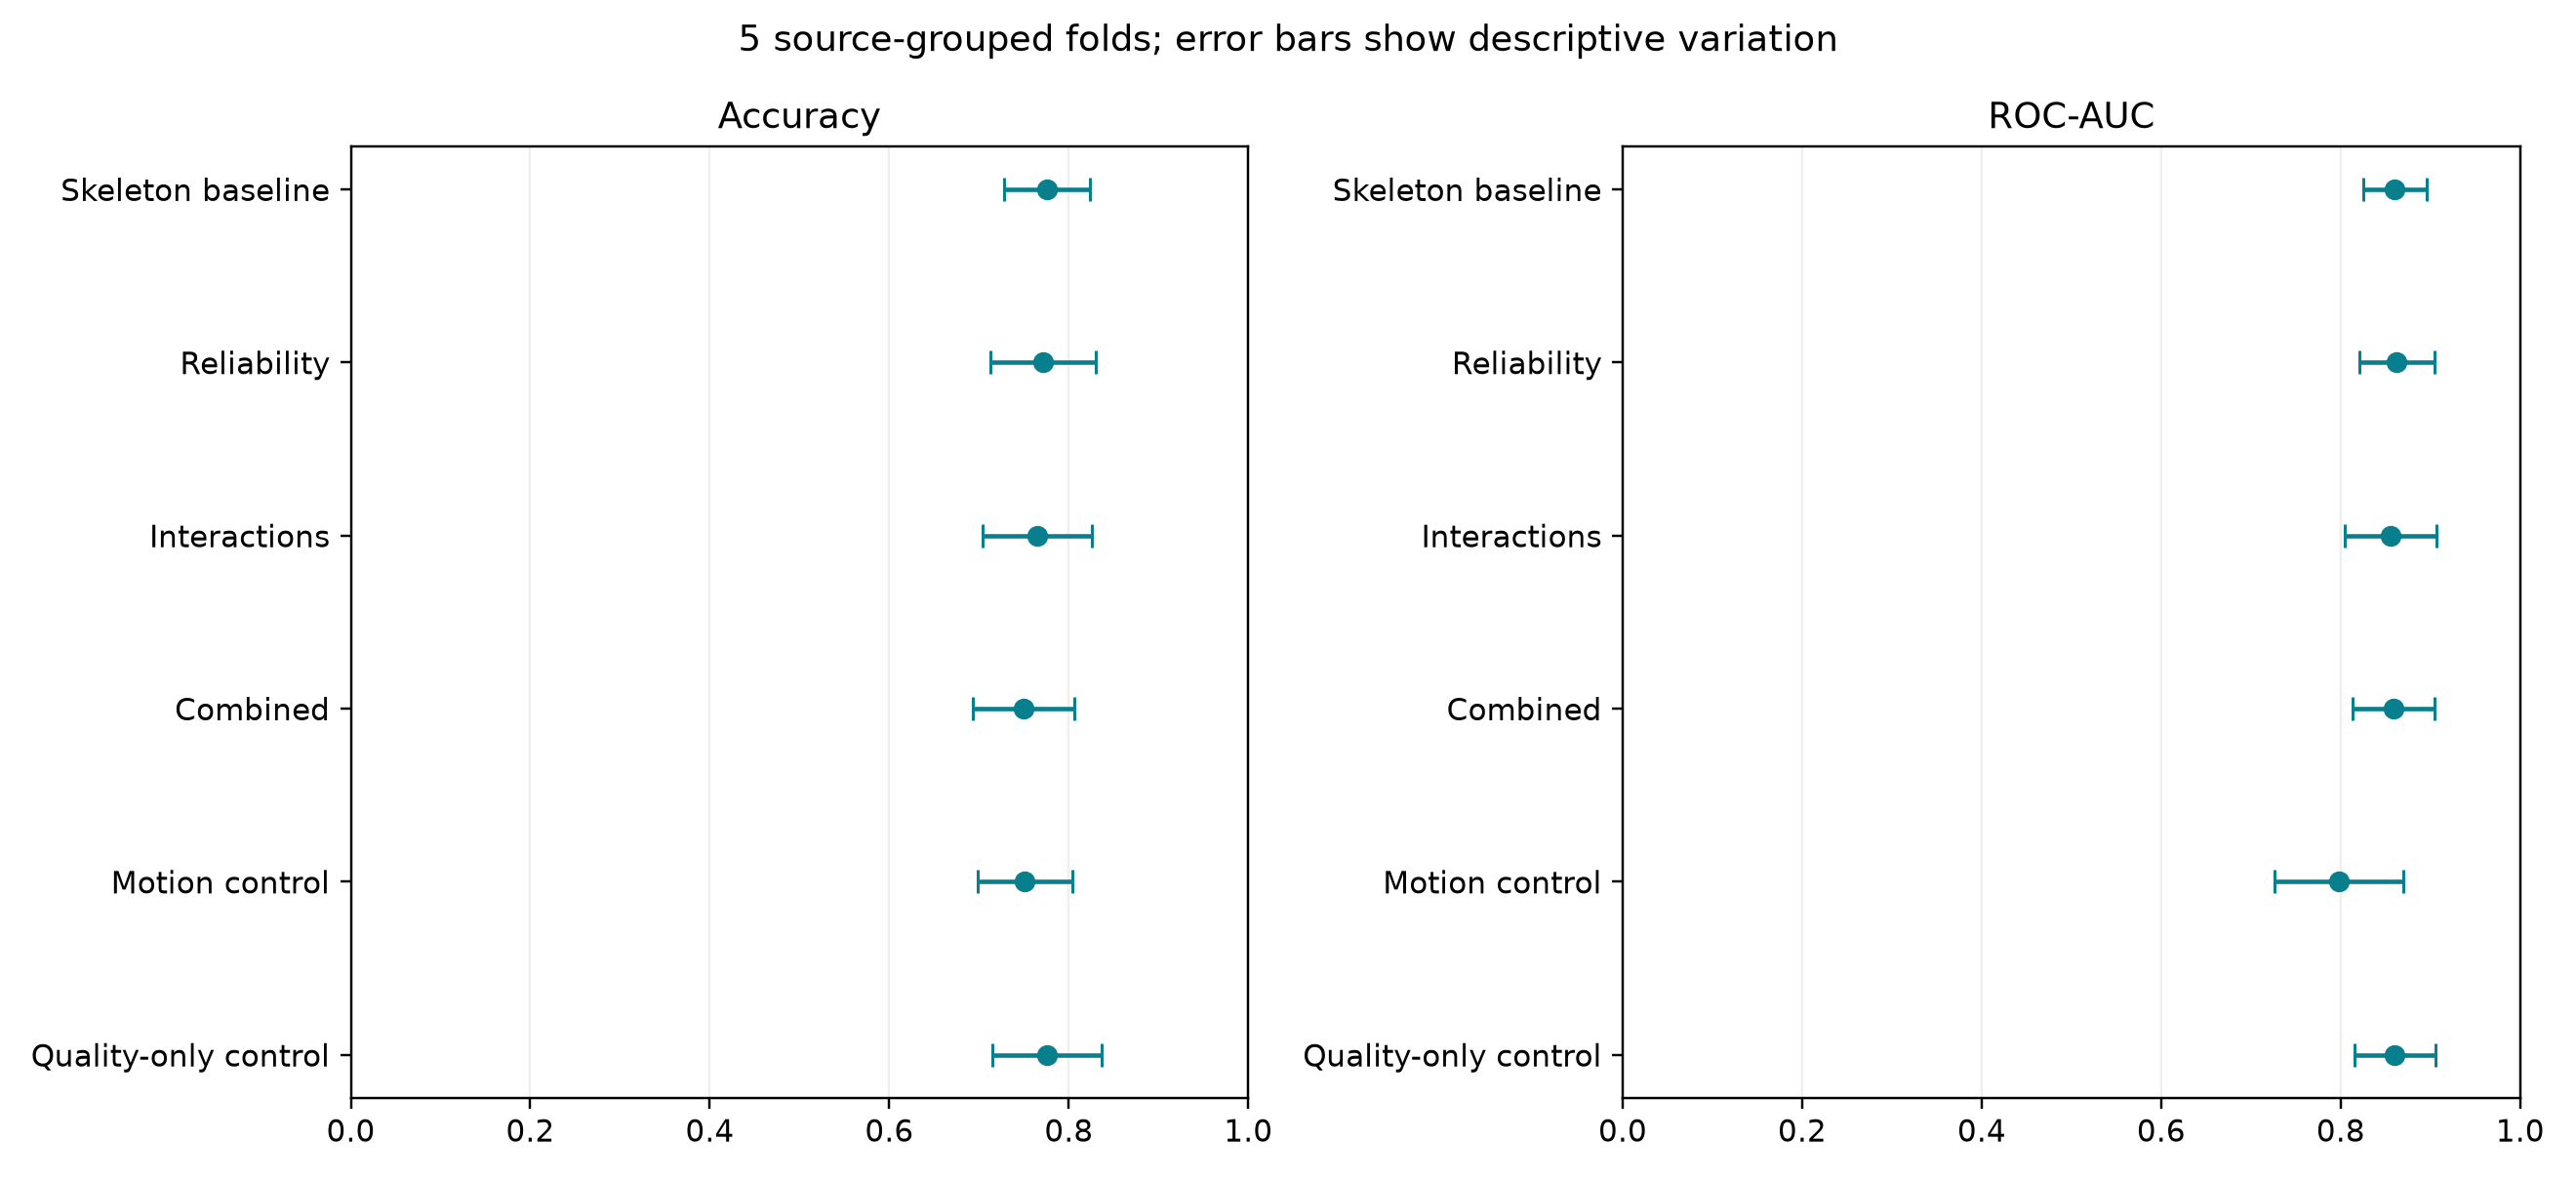 5 source-grouped folds; error bars show descriptive variation
Accuracy
Skeleton baseline
Reliability
Interactions
Combined
Motion control
Quality-only control
0.0 0.2 0.4 0.6 0.8 1.0
ROC-AUC
Skeleton baseline
Reliability
Interactions
Combined
Motion control
Quality-only control
0.0 0.2 0.4 0.6 0.8 1.0